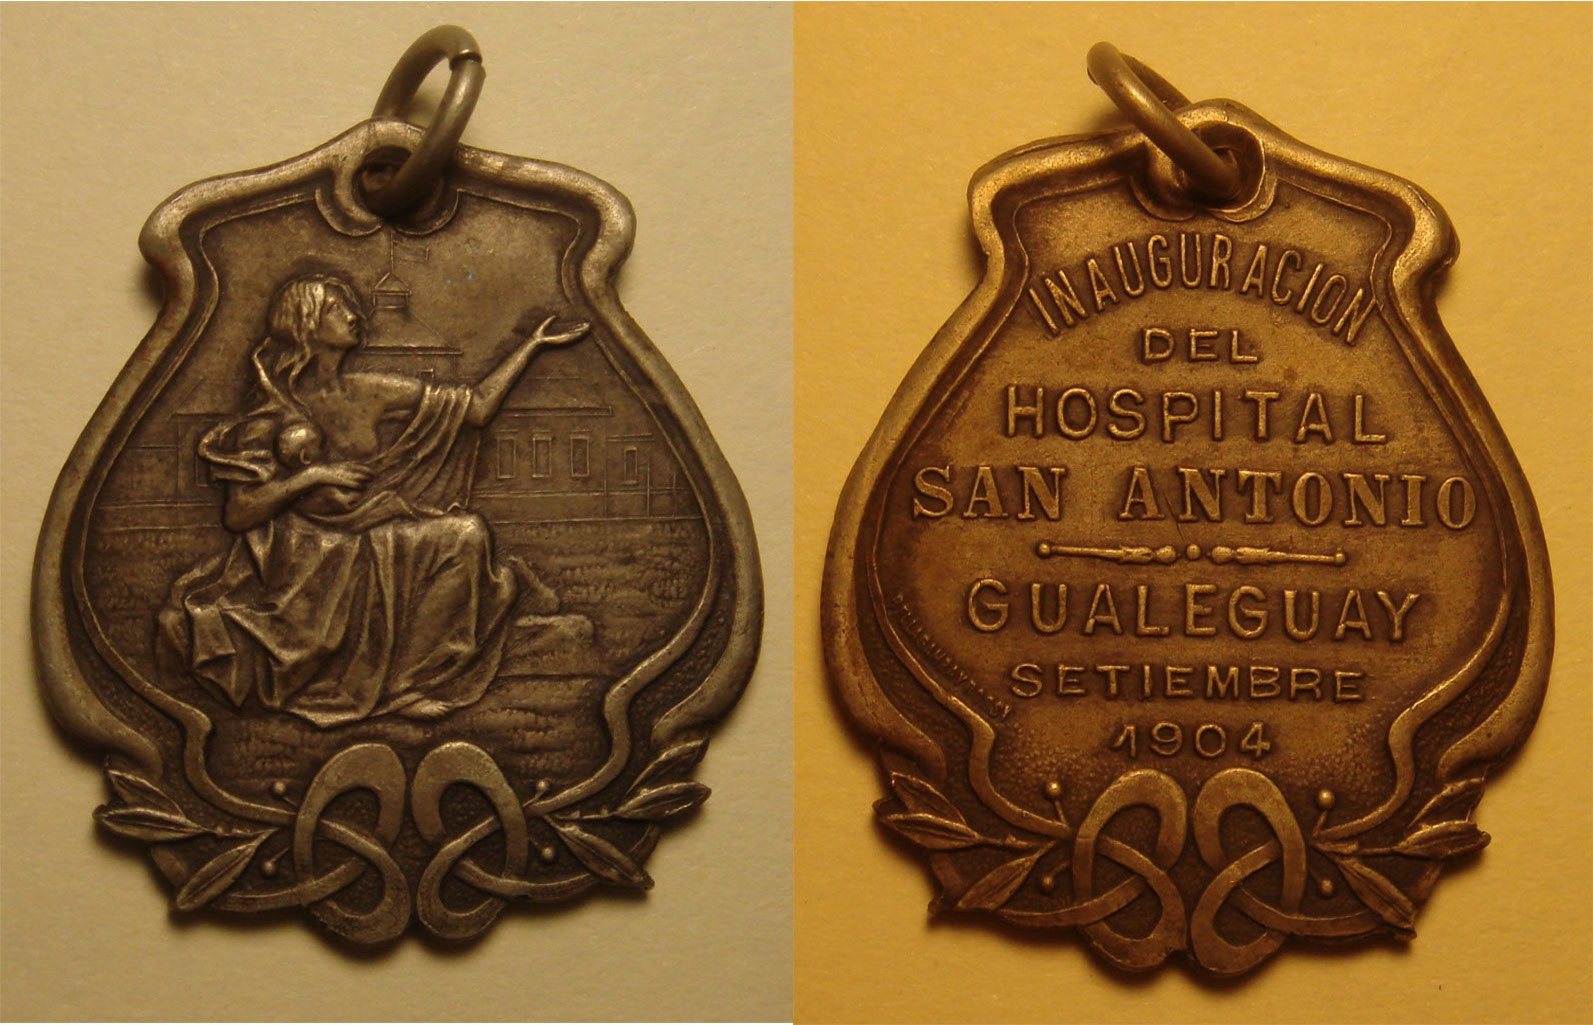 INAUGURACION
DEL
HOSPITAL
SAN ANTONIO
GUALEGUAY
SETIEMBRE
1904